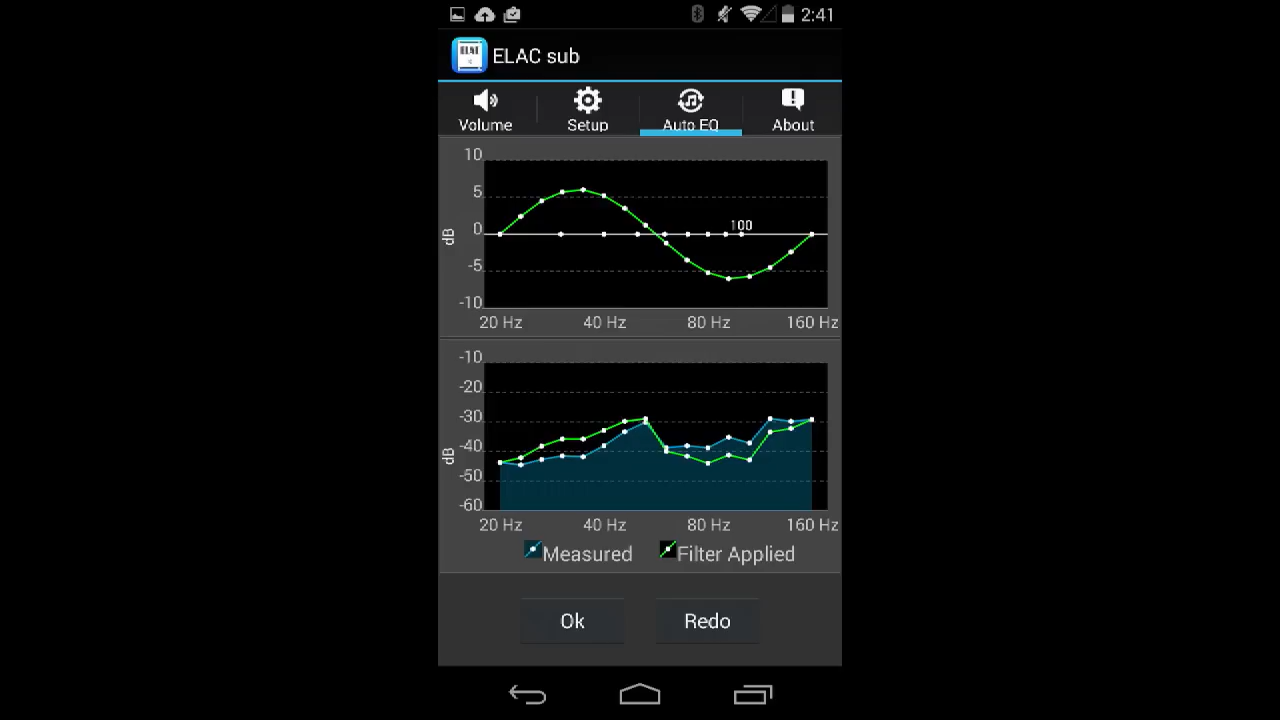 2:41
ELAC
ELAC sub
Volume Setup Auto EQ About
10
5
0
-5
-10
dB
100
20 Hz 40 Hz 80 Hz 160 Hz
-10
-20
-30
-40
-50
-60
dB
20 Hz 40 Hz 80 Hz 160 Hz
Measured Filter Applied
Ok Redo